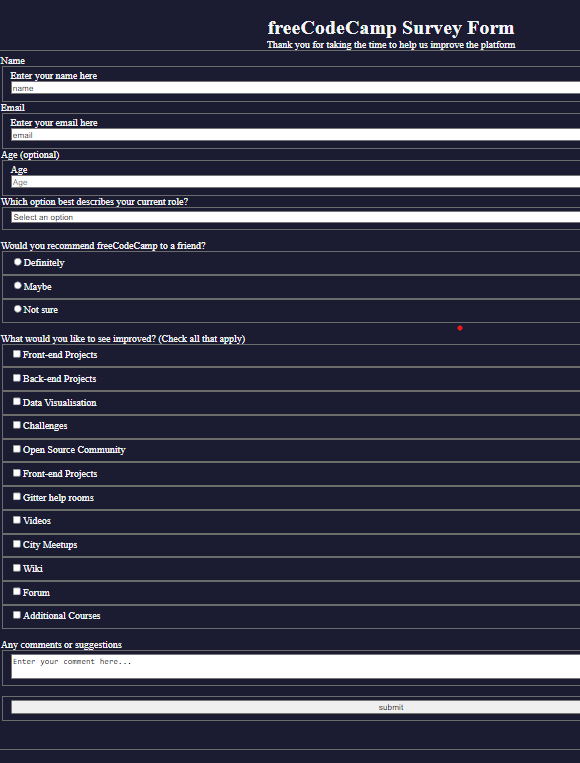 freeCodeCamp Survey Form
Thank you for taking the time to help us improve the platform
Name
Enter your name here
name
Email
Enter your email here
email
Age (optional)
Age
Age
Which option best describes your current role?
Select an option
Would you recommend freeCodeCamp to a friend?
Definitely
Maybe
Not sure
What would you like to see improved? (Check all that apply)
Front-end Projects
Back-end Projects
Data Visualisation
Challenges
Open Source Community
Front-end Projects
Gitter help rooms
Videos
City Meetups
Wiki
Forum
Additional Courses
Any comments or suggestions
Enter your comment here...
submit